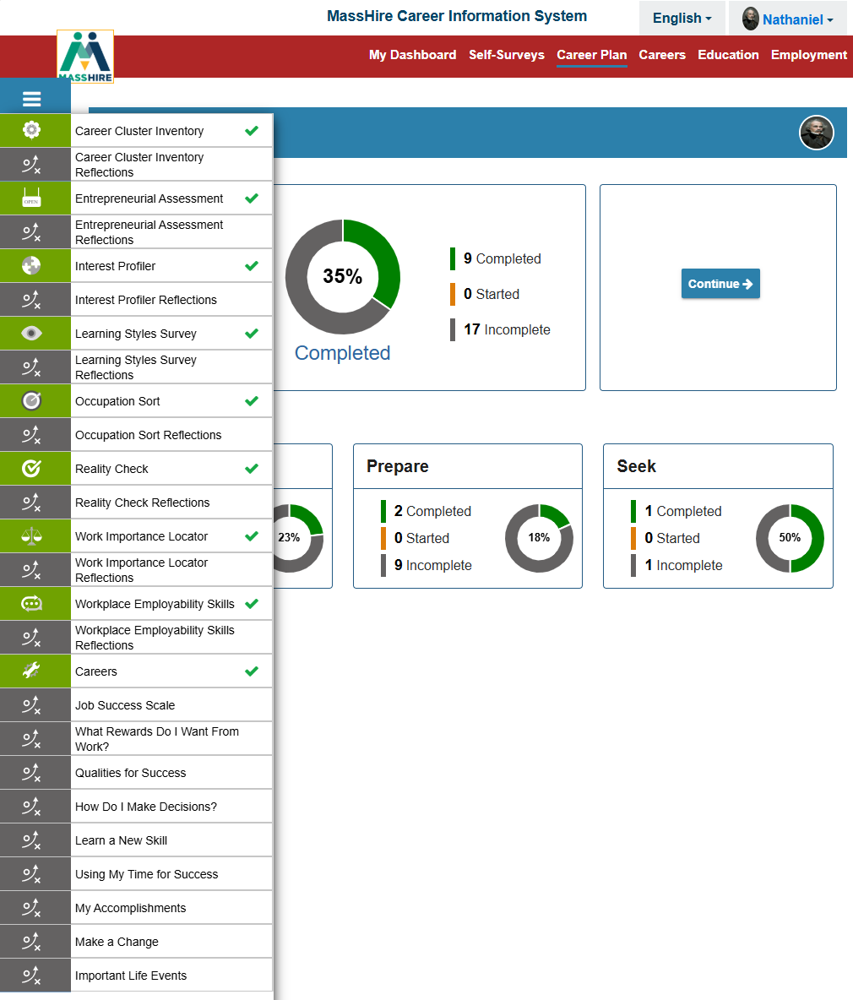 MassHire Career Information System
English
Nathaniel
MASSHIRE
My Dashboard
Self-Surveys
Career Plan
Careers
Education
Employment
Career Cluster Inventory
Career Cluster Inventory
Reflections
OPEN
Entrepreneurial Assessment
Entrepreneurial Assessment
Reflections
Interest Profiler
Interest Profiler Reflections
Learning Styles Survey
Learning Styles Survey
Reflections
Occupation Sort
Occupation Sort Reflections
Reality Check
Reality Check Reflections
Work Importance Locator
Work Importance Locator
Reflections
Workplace Employability Skills
Workplace Employability Skills
Reflections
Careers
Job Success Scale
What Rewards Do I Want From
Work?
Qualities for Success
How Do I Make Decisions?
Learn a New Skill
Using My Time for Success
My Accomplishments
Make a Change
Important Life Events
35%
Completed
9 Completed
0 Started
17 Incomplete
Continue
23%
Prepare
2 Completed
0 Started
9 Incomplete
18%
Seek
1 Completed
0 Started
1 Incomplete
50%